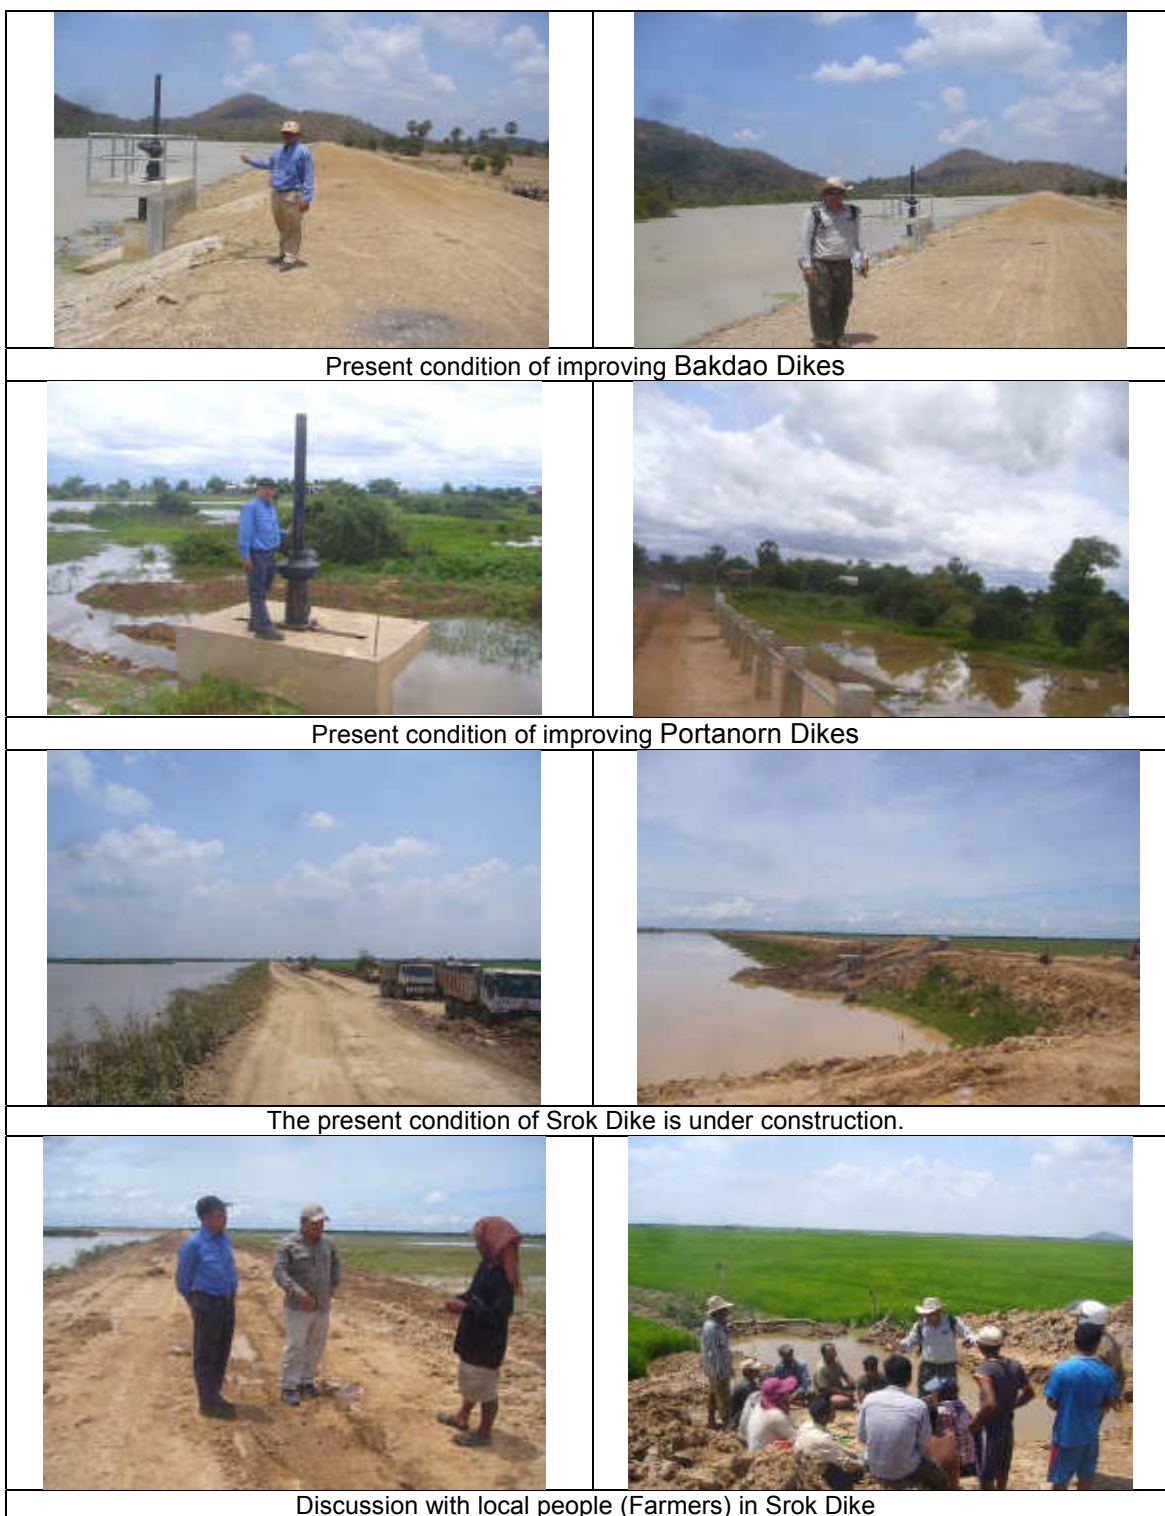 Present condition of improving Bakdao Dikes
Present condition of improving Portanorn Dikes
The present condition of Srok Dike is under construction.
Discussion with local people (Farmers) in Srok Dike